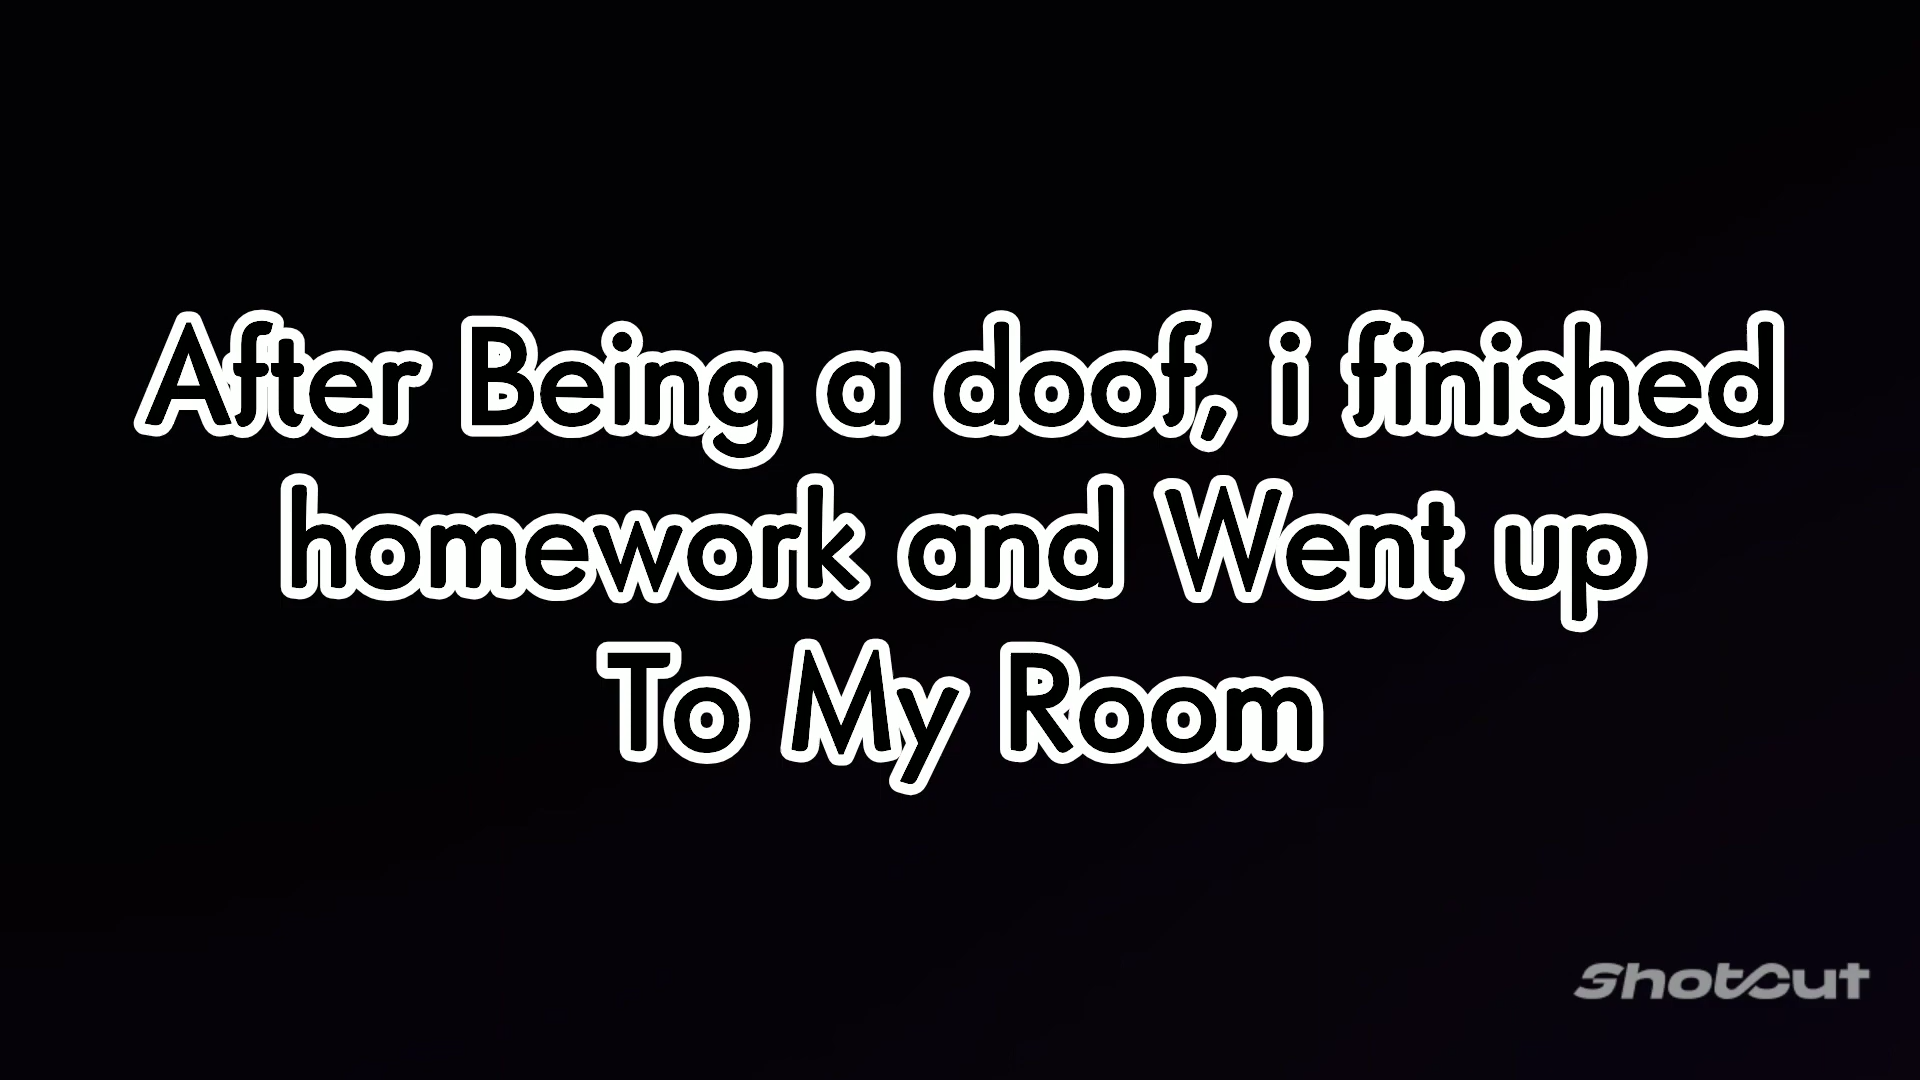 After Being a doof, i finished
homework and Went up
To My Room
ShotCut